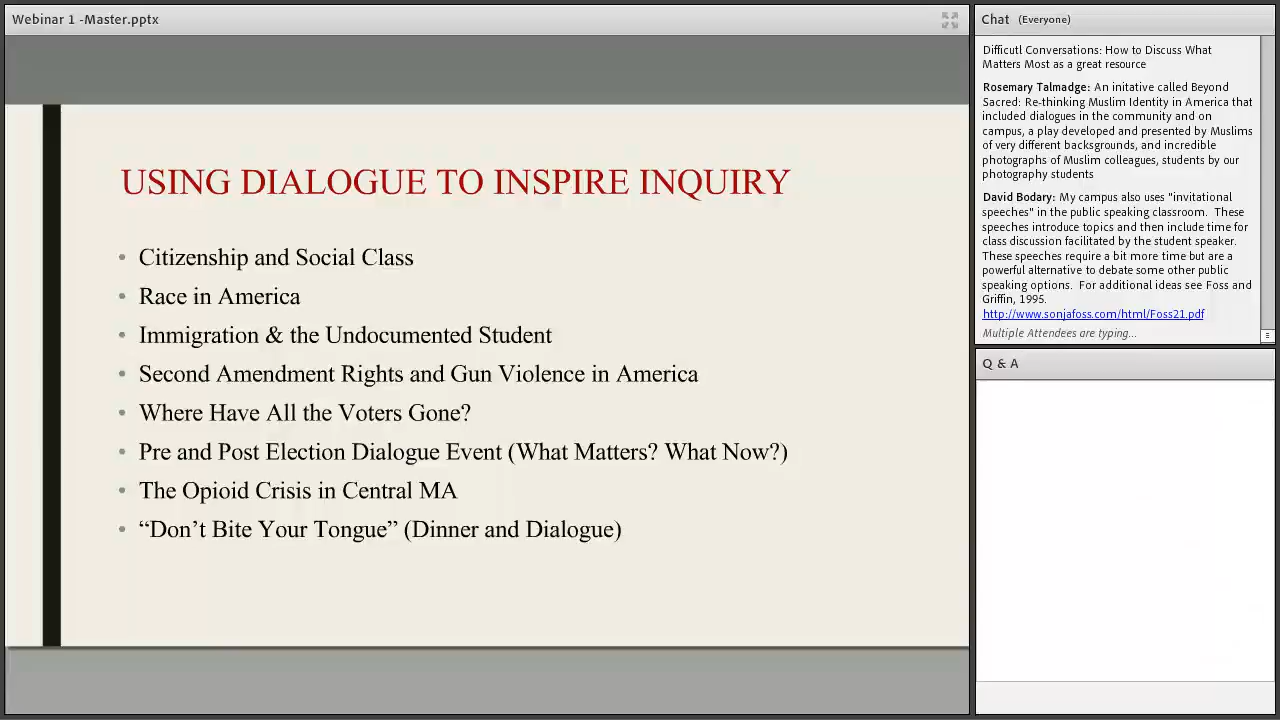 Webinar 1 -Master.pptx
USING DIALOGUE TO INSPIRE INQUIRY
• Citizenship and Social Class
• Race in America
• Immigration & the Undocumented Student
• Second Amendment Rights and Gun Violence in America
• Where Have All the Voters Gone?
• Pre and Post Election Dialogue Event (What Matters? What Now?)
• The Opioid Crisis in Central MA
• “Don’t Bite Your Tongue” (Dinner and Dialogue)
Chat (Everyone)
Difficutl Conversations: How to Discuss What
Matters Most as a great resource
Rosemary Talmadge: An initative called Beyond
Sacred: Re-thinking Muslim Identity in America that
included dialogues in the community and on
campus, a play developed and presented by Muslims
of very different backgrounds, and incredible
photographs of Muslim colleagues, students by our
photography students
David Bodary: My campus also uses "invitational
speeches" in the public speaking classroom. These
speeches introduce topics and then include time for
class discussion facilitated by the student speaker.
These speeches require a bit more time but are a
powerful alternative to debate some other public
speaking options. For additional ideas see Foss and
Griffin, 1995.
http://www.sonjafoss.com/html/Foss21.pdf
Multiple Attendees are typing...
Q & A